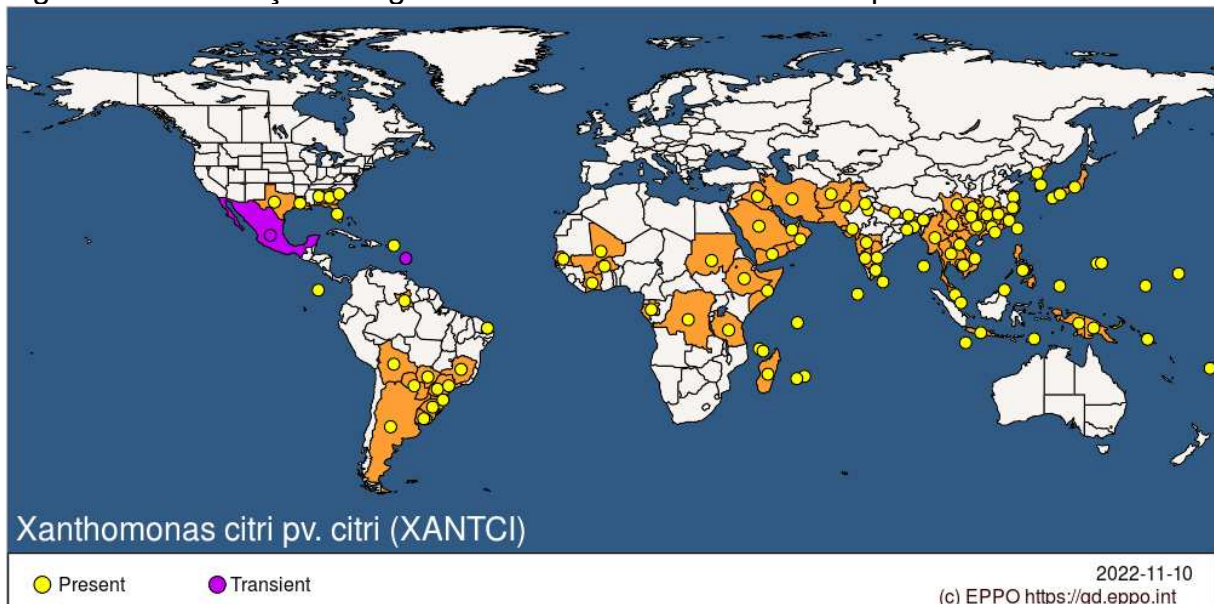 Xanthomonas citri pv. citri (XANTCI)
Present
Transient
2022-11-10
(c) EPPO https://gd.eppo.int